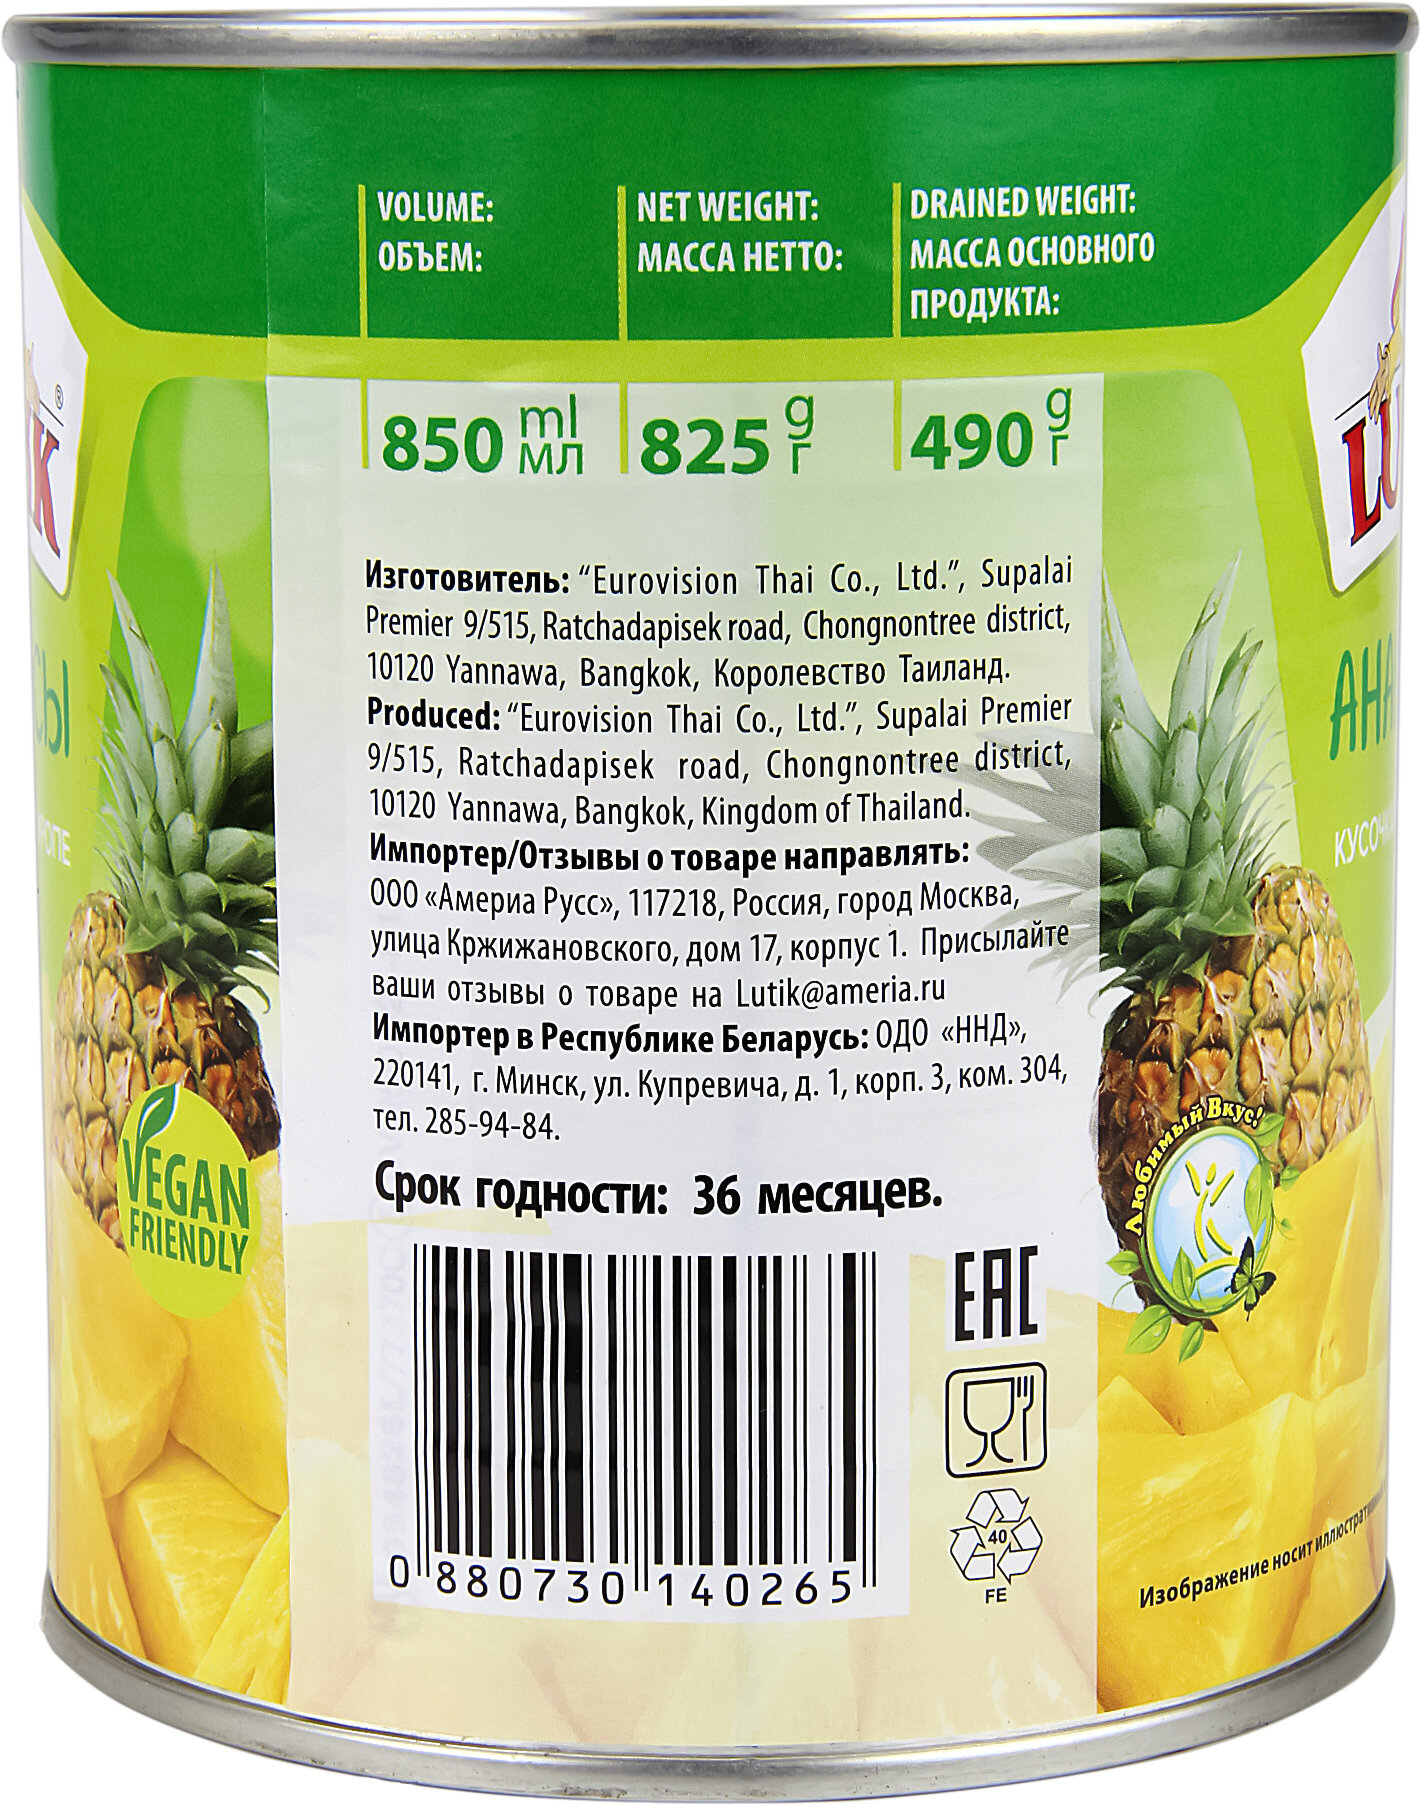 VOLUME:
ОБЪЕМ:
NET WEIGHT:
МАССА НЕТТО:
DRAINED WEIGHT:
МАССА ОСНОВНОГО
ПРОДУКТА:
850 ml мл
825 g г
490 g г
Изготовитель: “Eurovision Thai Co., Ltd.”, Supalai
Premier 9/515, Ratchadapisek road, Chongnontree district,
10120 Yannawa, Bangkok, Королевство Таиланд.
Produced: “Eurovision Thai Co., Ltd.”, Supalai Premier
9/515, Ratchadapisek road, Chongnontree district,
10120 Yannawa, Bangkok, Kingdom of Thailand.
Импортер/Отзывы о товаре направлять:
ООО «Америа Русс», 117218, Россия, город Москва,
улица Кржижановского, дом 17, корпус 1. Присылайте
ваши отзывы о товаре на Lutik@ameria.ru
Импортер в Республике Беларусь: ОДО «ННД»,
220141, г. Минск, ул. Купревича, д. 1, корп. 3, ком. 304,
тел. 285-94-84.
Срок годности: 36 месяцев.
0 880730 140265
EAC
40
FE
VEGAN
FRIENDLY
Любимый Вкус!
Изображение носит